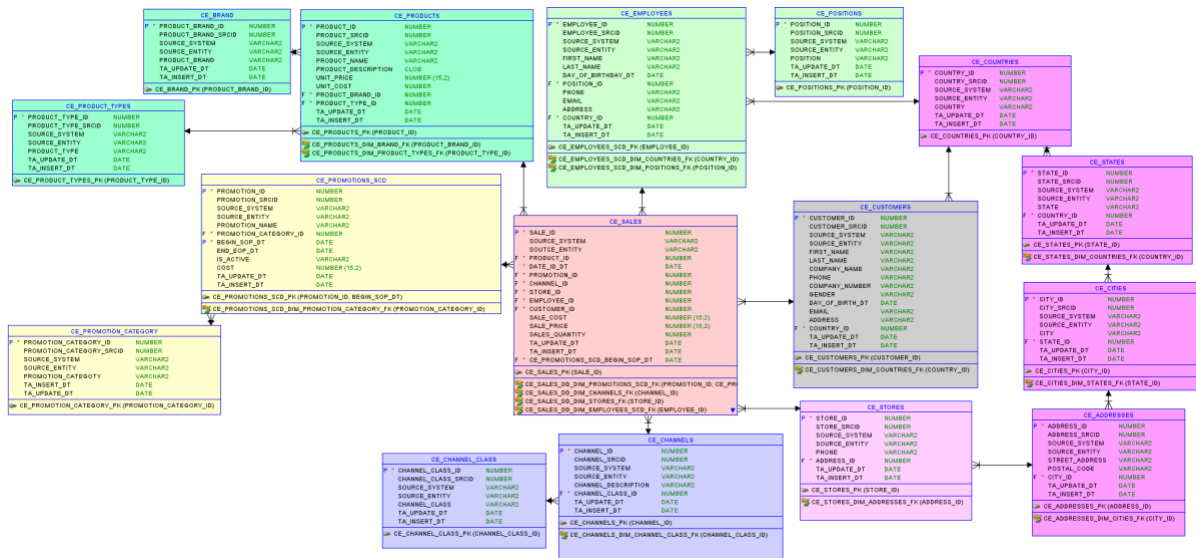 CE_BRAND
P * PRODUCT_BRAND_ID NUMBER
PRODUCT_BRAND_SRCID NUMBER
SOURCE_SYSTEM VARCHAR2
SOURCE_ENTITY VARCHAR2
PRODUCT_BRAND VARCHAR2
TA_UPDATE_DT DATE
TA_INSERT_DT DATE
CE_BRAND_PK (PRODUCT_BRAND_ID)
CE_PRODUCTS
P * PRODUCT_ID NUMBER
PRODUCT_SRCID NUMBER
SOURCE_SYSTEM VARCHAR2
SOURCE_ENTITY VARCHAR2
PRODUCT_NAME VARCHAR2
PRODUCT_DESCRIPTION CLOB
UNIT_PRICE NUMBER (15,2)
UNIT_COST NUMBER
F * PRODUCT_BRAND_ID NUMBER
F * PRODUCT_TYPE_ID NUMBER
TA_UPDATE_DT DATE
TA_INSERT_DT DATE
CE_PRODUCTS_PK (PRODUCT_ID)
CE_PRODUCTS_DIM_BRAND_FK (PRODUCT_BRAND_ID)
CE_PRODUCTS_DIM_PRODUCT_TYPES_FK (PRODUCT_TYPE_ID)
CE_EMPLOYEES
P * EMPLOYEE_ID NUMBER
EMPLOYEE_SRCID NUMBER
SOURCE_SYSTEM VARCHAR2
SOURCE_ENTITY VARCHAR2
FIRST_NAME VARCHAR2
LAST_NAME VARCHAR2
DAY_OF_BIRTHDAY_DT DATE
F * POSITION_ID NUMBER
PHONE VARCHAR2
EMAIL VARCHAR2
ADDRESS VARCHAR2
F * COUNTRY_ID NUMBER
TA_UPDATE_DT DATE
TA_INSERT_DT DATE
CE_EMPLOYEES_SCD_PK (EMPLOYEE_ID)
CE_EMPLOYEES_SCD_DIM_COUNTRIES_FK (COUNTRY_ID)
CE_EMPLOYEES_SCD_DIM_POSITIONS_FK (POSITION_ID)
CE_POSITIONS
P * POSITION_ID NUMBER
POSITION_SRCID NUMBER
SOURCE_SYSTEM VARCHAR2
SOURCE_ENTITY VARCHAR2
POSITION VARCHAR2
TA_UPDATE_DT DATE
TA_INSERT_DT DATE
CE_POSITIONS_PK (POSITION_ID)
CE_COUNTRIES
P * COUNTRY_ID NUMBER
COUNTRY_SRCID NUMBER
SOURCE_SYSTEM VARCHAR2
SOURCE_ENTITY VARCHAR2
COUNTRY VARCHAR2
TA_UPDATE_DT DATE
TA_INSERT_DT DATE
CE_COUNTRIES_PK (COUNTRY_ID)
CE_PRODUCT_TYPES
P * PRODUCT_TYPE_ID NUMBER
PRODUCT_TYPE_SRCID NUMBER
SOURCE_SYSTEM VARCHAR2
SOURCE_ENTITY VARCHAR2
PRODUCT_TYPE VARCHAR2
TA_UPDATE_DT DATE
TA_INSERT_DT DATE
CE_PRODUCT_TYPES_PK (PRODUCT_TYPE_ID)
CE_STATES
P * STATE_ID NUMBER
STATE_SRCID NUMBER
SOURCE_SYSTEM VARCHAR2
SOURCE_ENTITY VARCHAR2
STATE VARCHAR2
F * COUNTRY_ID NUMBER
TA_UPDATE_DT DATE
TA_INSERT_DT DATE
CE_STATES_PK (STATE_ID)
CE_STATES_DIM_COUNTRIES_FK (COUNTRY_ID)
CE_PROMOTIONS_SCD
P * PROMOTION_ID NUMBER
PROMOTION_SRCID NUMBER
SOURCE_SYSTEM VARCHAR2
SOURCE_ENTITY VARCHAR2
PROMOTION_NAME VARCHAR2
F * PROMOTION_CATEGORY_ID NUMBER
P * BEGIN_SOP_DT DATE
END_EOP_DT DATE
IS_ACTIVE VARCHAR2
COST NUMBER (15,2)
TA_UPDATE_DT DATE
TA_INSERT_DT DATE
CE_PROMOTIONS_SCD_PK (PROMOTION_ID, BEGIN_SOP_DT)
CE_PROMOTIONS_SCD_DIM_PROMOTION_CATEGORY_FK (PROMOTION_CATEGORY_ID)
CE_SALES
P * SALE_ID NUMBER
SOURCE_SYSTEM VARCHAR2
SOUTCE_ENTITY VARCHAR2
F * PRODUCT_ID NUMBER
F * DATE_ID_DT DATE
F * PROMOTION_ID NUMBER
F * CHANNEL_ID NUMBER
F * STORE_ID NUMBER
F * EMPLOYEE_ID NUMBER
F * CUSTOMER_ID NUMBER
SALE_COST NUMBER (15,2)
SALE_PRICE NUMBER (15,2)
SALES_QUANTITY NUMBER
TA_UPDATE_DT DATE
TA_INSERT_DT DATE
F * CE_PROMOTIONS_SCD_BEGIN_SOP_DT DATE
CE_SALES_PK (SALE_ID)
CE_SALES_DD_DIM_PROMOTIONS_SCD_FK (PROMOTION_ID, CE_PR
CE_SALES_DD_DIM_CHANNELS_FK (CHANNEL_ID)
CE_SALES_DD_DIM_STORES_FK (STORE_ID)
CE_SALES_DD_DIM_EMPLOYEES_SCD_FK (EMPLOYEE_ID)
CE_CUSTOMERS
P * CUSTOMER_ID NUMBER
CUSTOMER_SRCID NUMBER
SOURCE_SYSTEM VARCHAR2
SOURCE_ENTITY VARCHAR2
FIRST_NAME VARCHAR2
LAST_NAME VARCHAR2
COMPANY_NAME VARCHAR2
PHONE VARCHAR2
COMPANY_NUMBER VARCHAR2
GENDER VARCHAR2
DAY_OF_BIRTH_DT DATE
EMAIL VARCHAR2
ADDRESS VARCHAR2
F * COUNTRY_ID NUMBER
TA_UPDATE_DT DATE
TA_INSERT_DT DATE
CE_CUSTOMERS_PK (CUSTOMER_ID)
CE_CUSTOMERS_DIM_COUNTRIES_FK (COUNTRY_ID)
CE_CITIES
P * CITY_ID NUMBER
CITY_SRCID NUMBER
SOURCE_SYSTEM VARCHAR2
SOURCE_ENTITY VARCHAR2
CITY VARCHAR2
F * STATE_ID NUMBER
TA_UPDATE_DT DATE
TA_INSERT_DT DATE
CE_CITIES_PK (CITY_ID)
CE_CITIES_DIM_STATES_FK (STATE_ID)
CE_PROMOTION_CATEGORY
P * PROMOTION_CATEGORY_ID NUMBER
PROMOTION_CATEGORY_SRCID NUMBER
SOURCE_SYSTEM VARCHAR2
SOURCE_ENTITY VARCHAR2
PROMOTION_CATEGOTY VARCHAR2
TA_INSERT_DT DATE
TA_UPDATE_DT DATE
CE_PROMOTION_CATEGORY_PK (PROMOTION_CATEGORY_ID)
CE_STORES
P * STORE_ID NUMBER
STORE_SRCID NUMBER
SOURCE_SYSTEM VARCHAR2
SOURCE_ENTITY VARCHAR2
PHONE VARCHAR2
F * ADDRESS_ID NUMBER
TA_UPDATE_DT DATE
TA_INSERT_DT DATE
CE_STORES_PK (STORE_ID)
CE_STORES_DIM_ADDRESSES_FK (ADDRESS_ID)
CE_ADDRESSES
P * ADDRESS_ID NUMBER
ADDRESS_SRCID NUMBER
SOURCE_SYSTEM VARCHAR2
SOURCE_ENTITY VARCHAR2
STREET_ADDRESS VARCHAR2
POSTAL_CODE VARCHAR2
F * CITY_ID NUMBER
TA_UPDATE_DT DATE
TA_INSERT_DT DATE
CE_ADDRESSES_PK (ADDRESS_ID)
CE_ADDRESSES_DIM_CITIES_FK (CITY_ID)
CE_CHANNEL_CLASS
P * CHANNEL_CLASS_ID NUMBER
CHANNEL_CLASS_SRCID NUMBER
SOURCE_SYSTEM VARCHAR2
SOURCE_ENTITY VARCHAR2
CHANNEL_CLASS VARCHAR2
TA_UPDATE_DT DATE
TA_INSERT_DT DATE
CE_CHANNEL_CLASS_PK (CHANNEL_CLASS_ID)
CE_CHANNELS
P * CHANNEL_ID NUMBER
CHANNEL_SRCID NUMBER
SOURCE_SYSTEM VARCHAR2
SOURCE_ENTITY VARCHAR2
CHANNEL_DESCRIPTION VARCHAR2
F * CHANNEL_CLASS_ID NUMBER
TA_UPDATE_DT DATE
TA_INSERT_DT DATE
CE_CHANNELS_PK (CHANNEL_ID)
CE_CHANNELS_DIM_CHANNEL_CLASS_FK (CHANNEL_CLASS_ID)